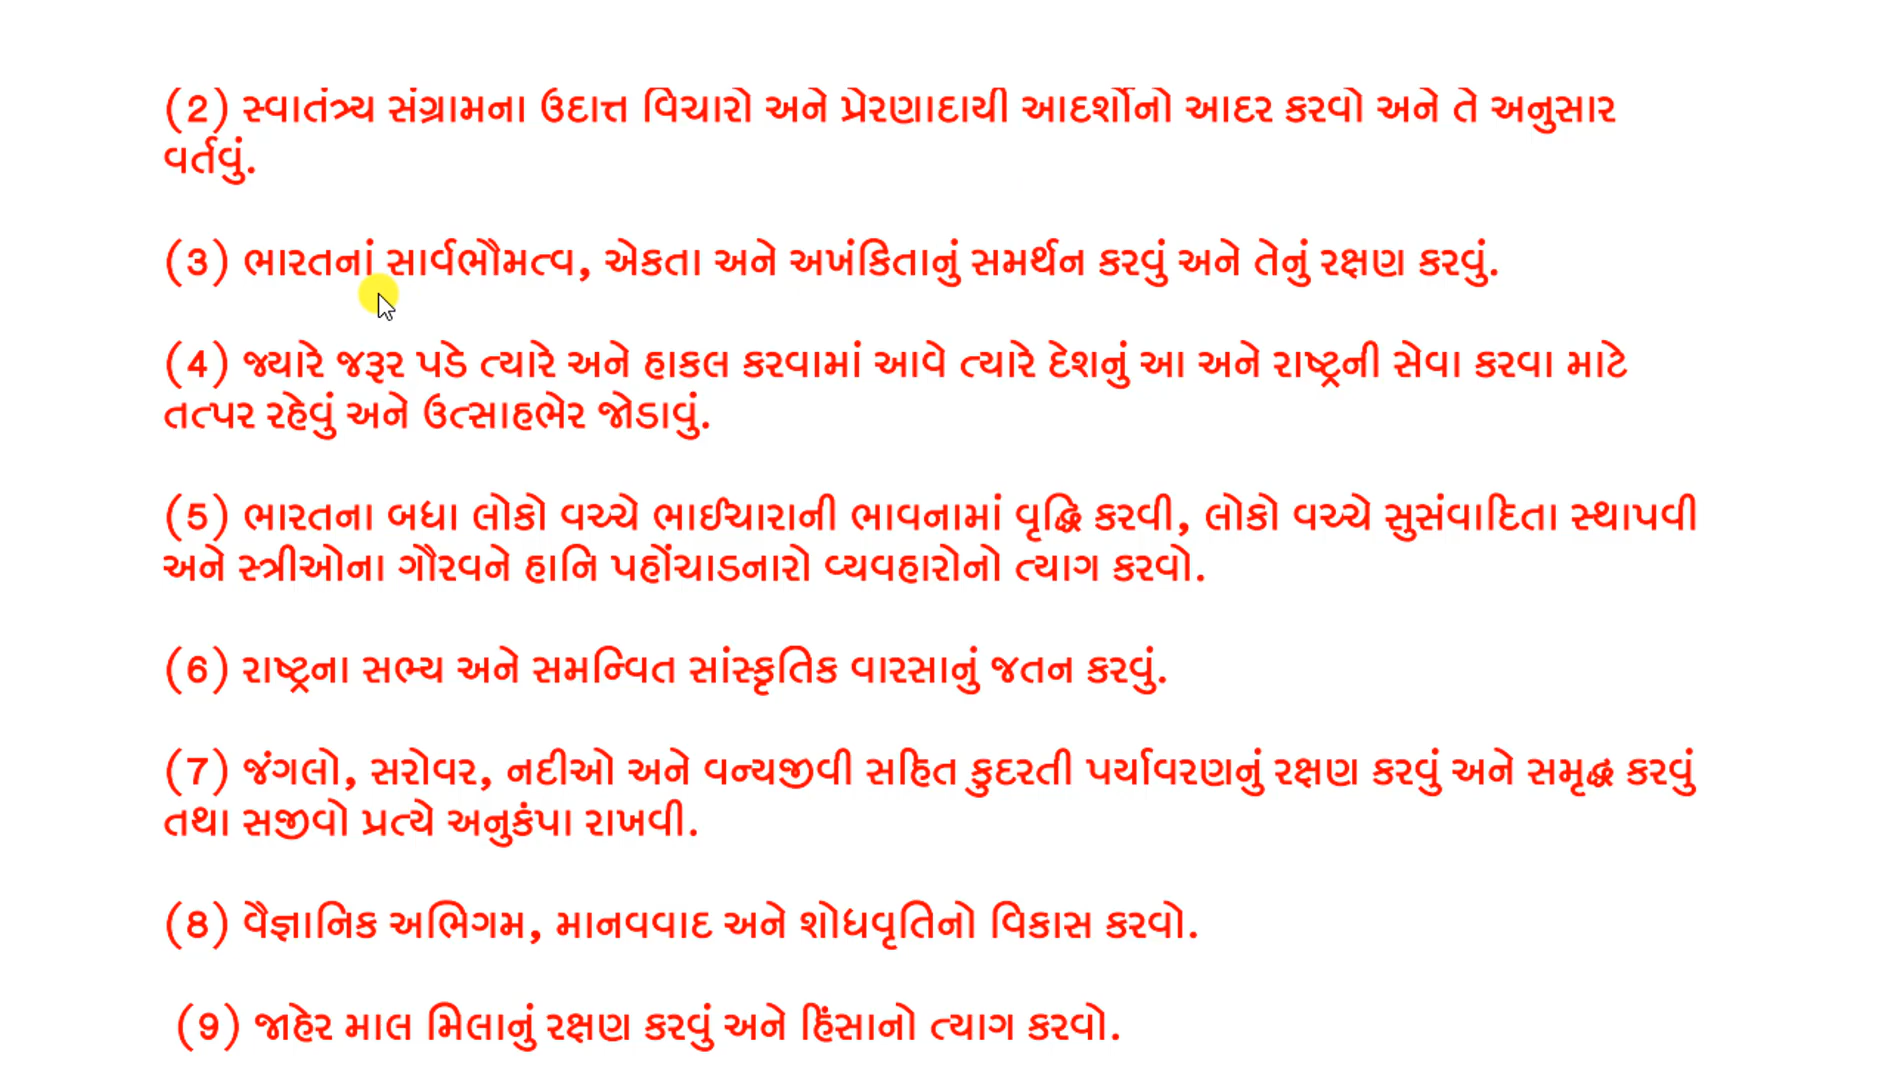 (2) સ્વાતંત્ર્ય સંગ્રામના ઉદાત્ત વિચારો અને પ્રેરણાદાયી આદર્શોનો આદર કરવો અને તે અનુસાર
વર્તવું.
(3) ભારતનાં સાર્વભૌમત્વ, એકતા અને અખંકિતાનું સમર્થન કરવું અને તેનું રક્ષણ કરવું.
(4) જ્યારે જરૂર પડે ત્યારે અને હાકલ કરવામાં આવે ત્યારે દેશનું આ અને રાષ્ટ્રની સેવા કરવા માટે
તત્પર રહેવું અને ઉત્સાહભેર જોડાવું.
(5) ભારતના બધા લોકો વચ્ચે ભાઈચારાની ભાવનામાં વૃદ્ધિ કરવી, લોકો વચ્ચે સુસંવાદિતા સ્થાપવી
અને સ્ત્રીઓના ગૌરવને હાનિ પહોંચાડનારો વ્યવહારોનો ત્યાગ કરવો.
(6) રાષ્ટ્રના સભ્ય અને સમન્વિત સાંસ્કૃતિક વારસાનું જતન કરવું.
(7) જંગલો, સરોવર, નદીઓ અને વન્યજીવી સહિત કુદરતી પર્યાવરણનું રક્ષણ કરવું અને સમૃદ્ધ કરવું
તથા સજીવો પ્રત્યે અનુકંપા રાખવી.
(8) વૈજ્ઞાનિક અભિગમ, માનવવાદ અને શોધવૃતિનો વિકાસ કરવો.
(9) જાહેર માલ મિલાનું રક્ષણ કરવું અને હિંસાનો ત્યાગ કરવો.